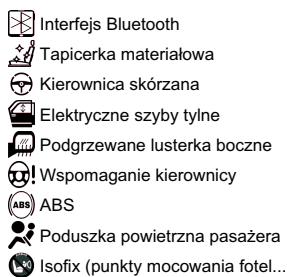 Interfejs Bluetooth
Tapicerka materiałowa
Kierownica skórzana
Elektryczne szyby tylne
Podgrzewane lusterka boczne
Wspomaganie kierownicy
ABS ABS
Poduszka powietrzna pasażera
Isofix (punkty mocowania fotel...